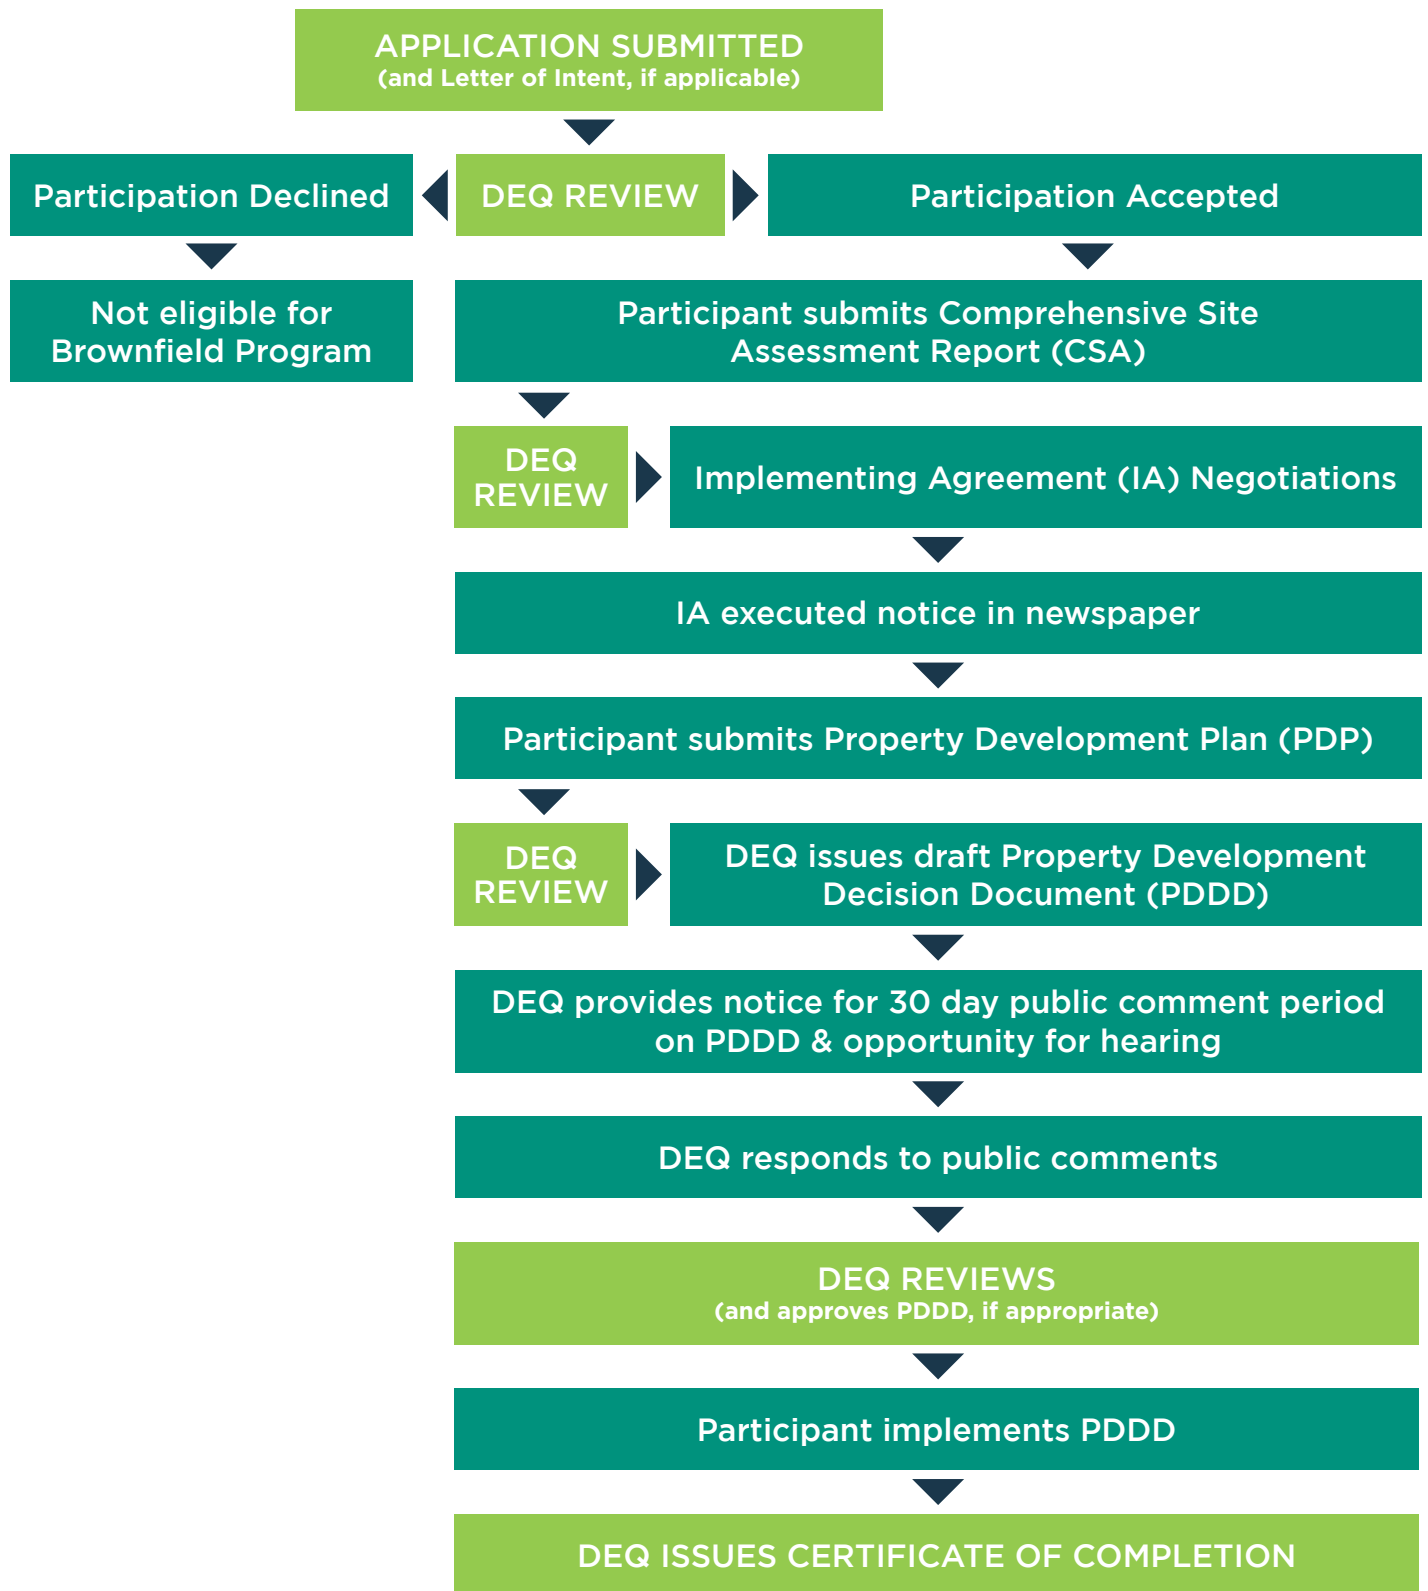 APPLICATION SUBMITTED
(and Letter of Intent, if applicable)
Participation Declined
DEQ REVIEW
Participation Accepted
Not eligible for
Brownfield Program
Participant submits Comprehensive Site
Assessment Report (CSA)
DEQ
REVIEW
Implementing Agreement (IA) Negotiations
IA executed notice in newspaper
Participant submits Property Development Plan (PDP)
DEQ
REVIEW
DEQ issues draft Property Development
Decision Document (PDDD)
DEQ provides notice for 30 day public comment period
on PDDD & opportunity for hearing
DEQ responds to public comments
DEQ REVIEWS
(and approves PDDD, if appropriate)
Participant implements PDDD
DEQ ISSUES CERTIFICATE OF COMPLETION